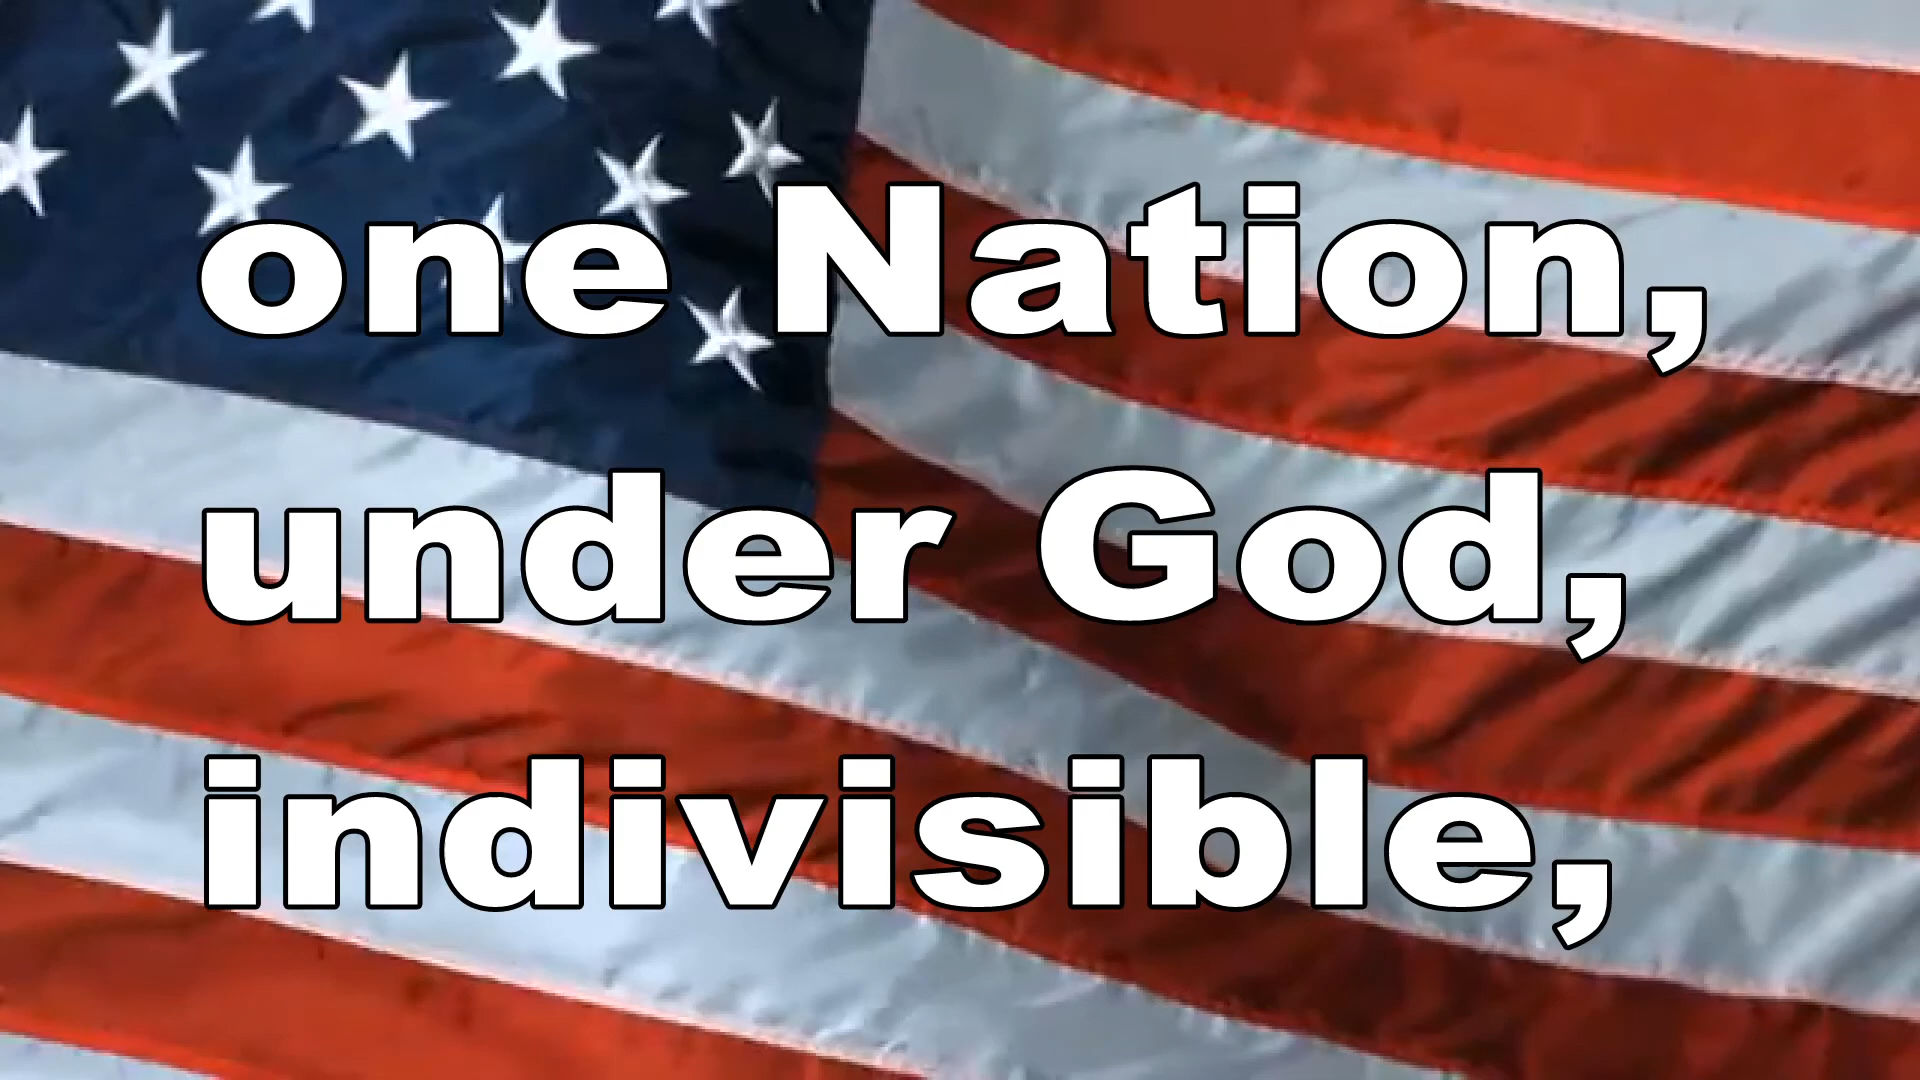 one Nation,
under God,
indivisible,